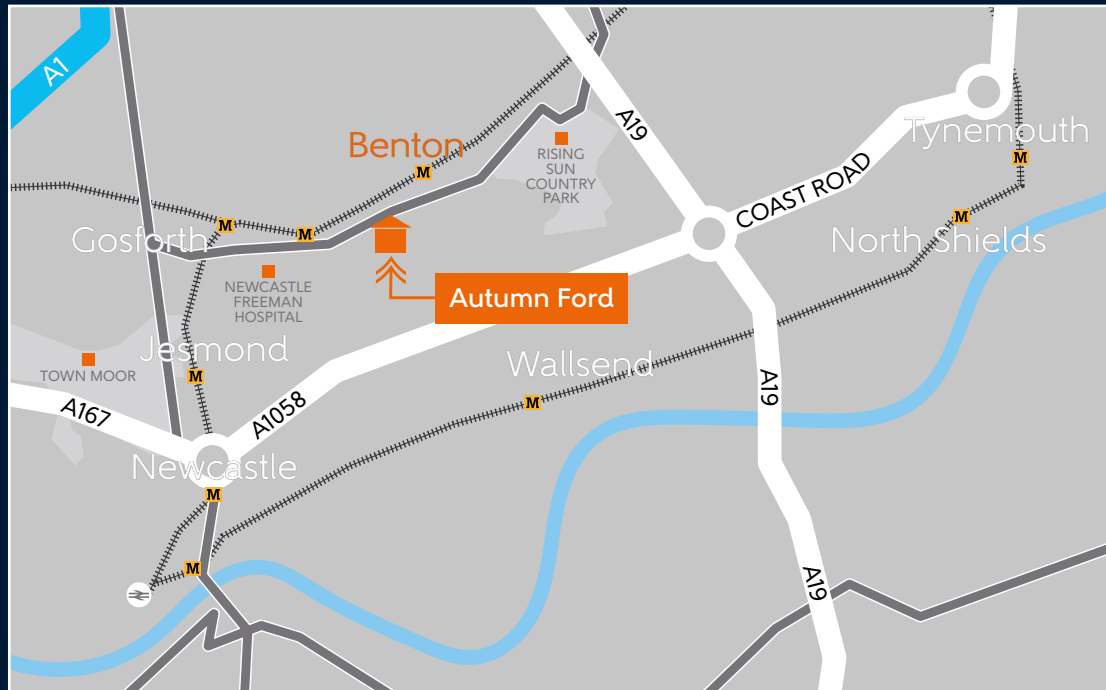 A1
A19
Tynemouth
Benton
M
RISING
SUN
COUNTRY
PARK
M
COAST ROAD
M
M
M
Gosforth
North Shields
NEWCASTLE
FREEMAN
HOSPITAL
Autumn Ford
Jesmond
Wallsend
TOWN MOOR
M
A19
A167
A1058
M
Newcastle
M
M
A19